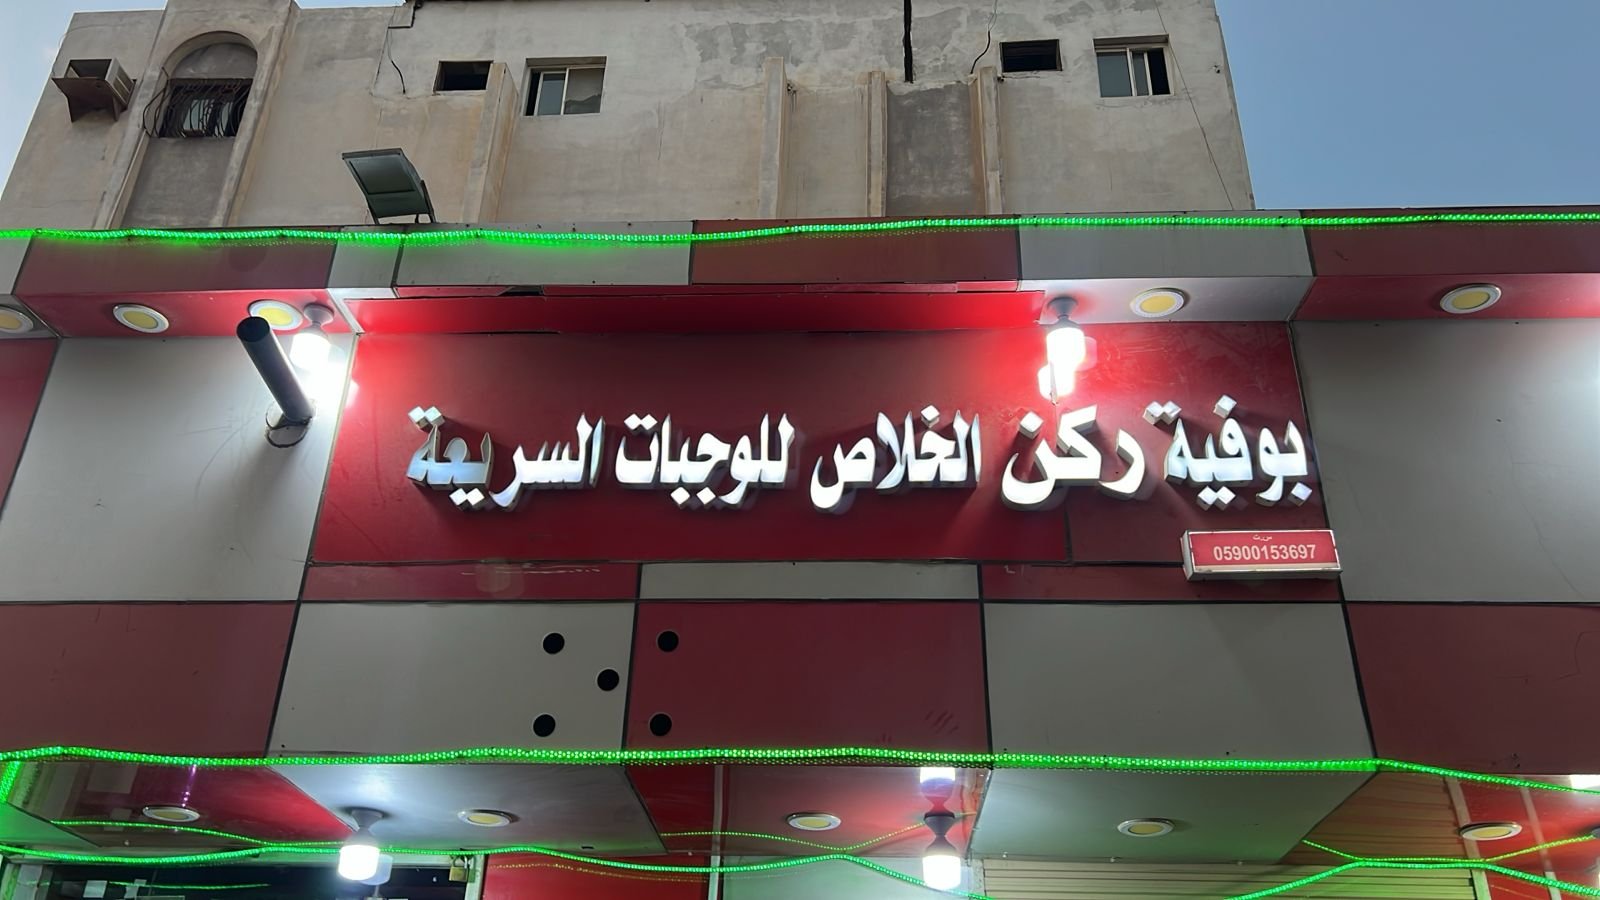 بوفية ركن الخلاص للوجبات السريعة
س.ت
05900153697